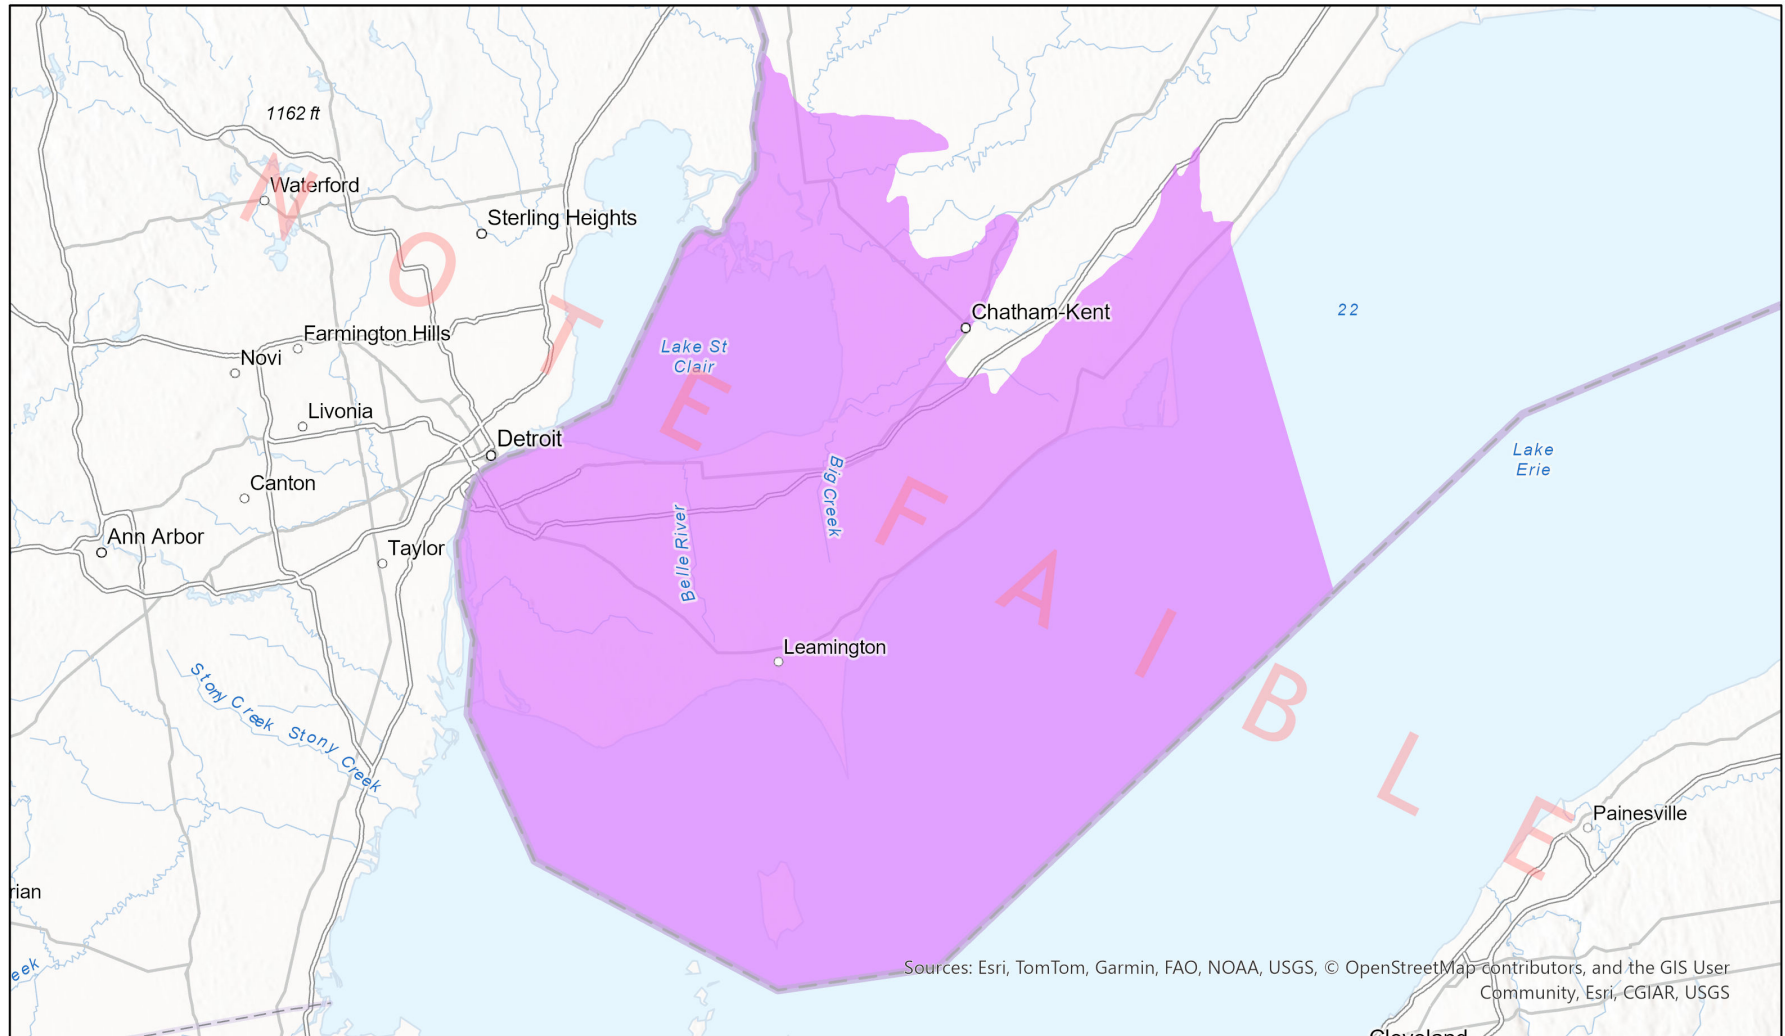 1162 ft
Waterford
Sterling Heights
Farmington Hills
Novi
Livonia
Detroit
Canton
Ann Arbor
Taylor
Lake St
Clair
Chatham-Kent
22
Lake
Erie
Big Creek
Belle River
Leamington
Stony Creek
Stony Creek
Painesville
rian
eek
NOTE FAIBLE
Sources: Esri, TomTom, Garmin, FAO, NOAA, USGS, © OpenStreetMap contributors, and the GIS User
Community, Esri, CGIAR, USGS
Cleveland